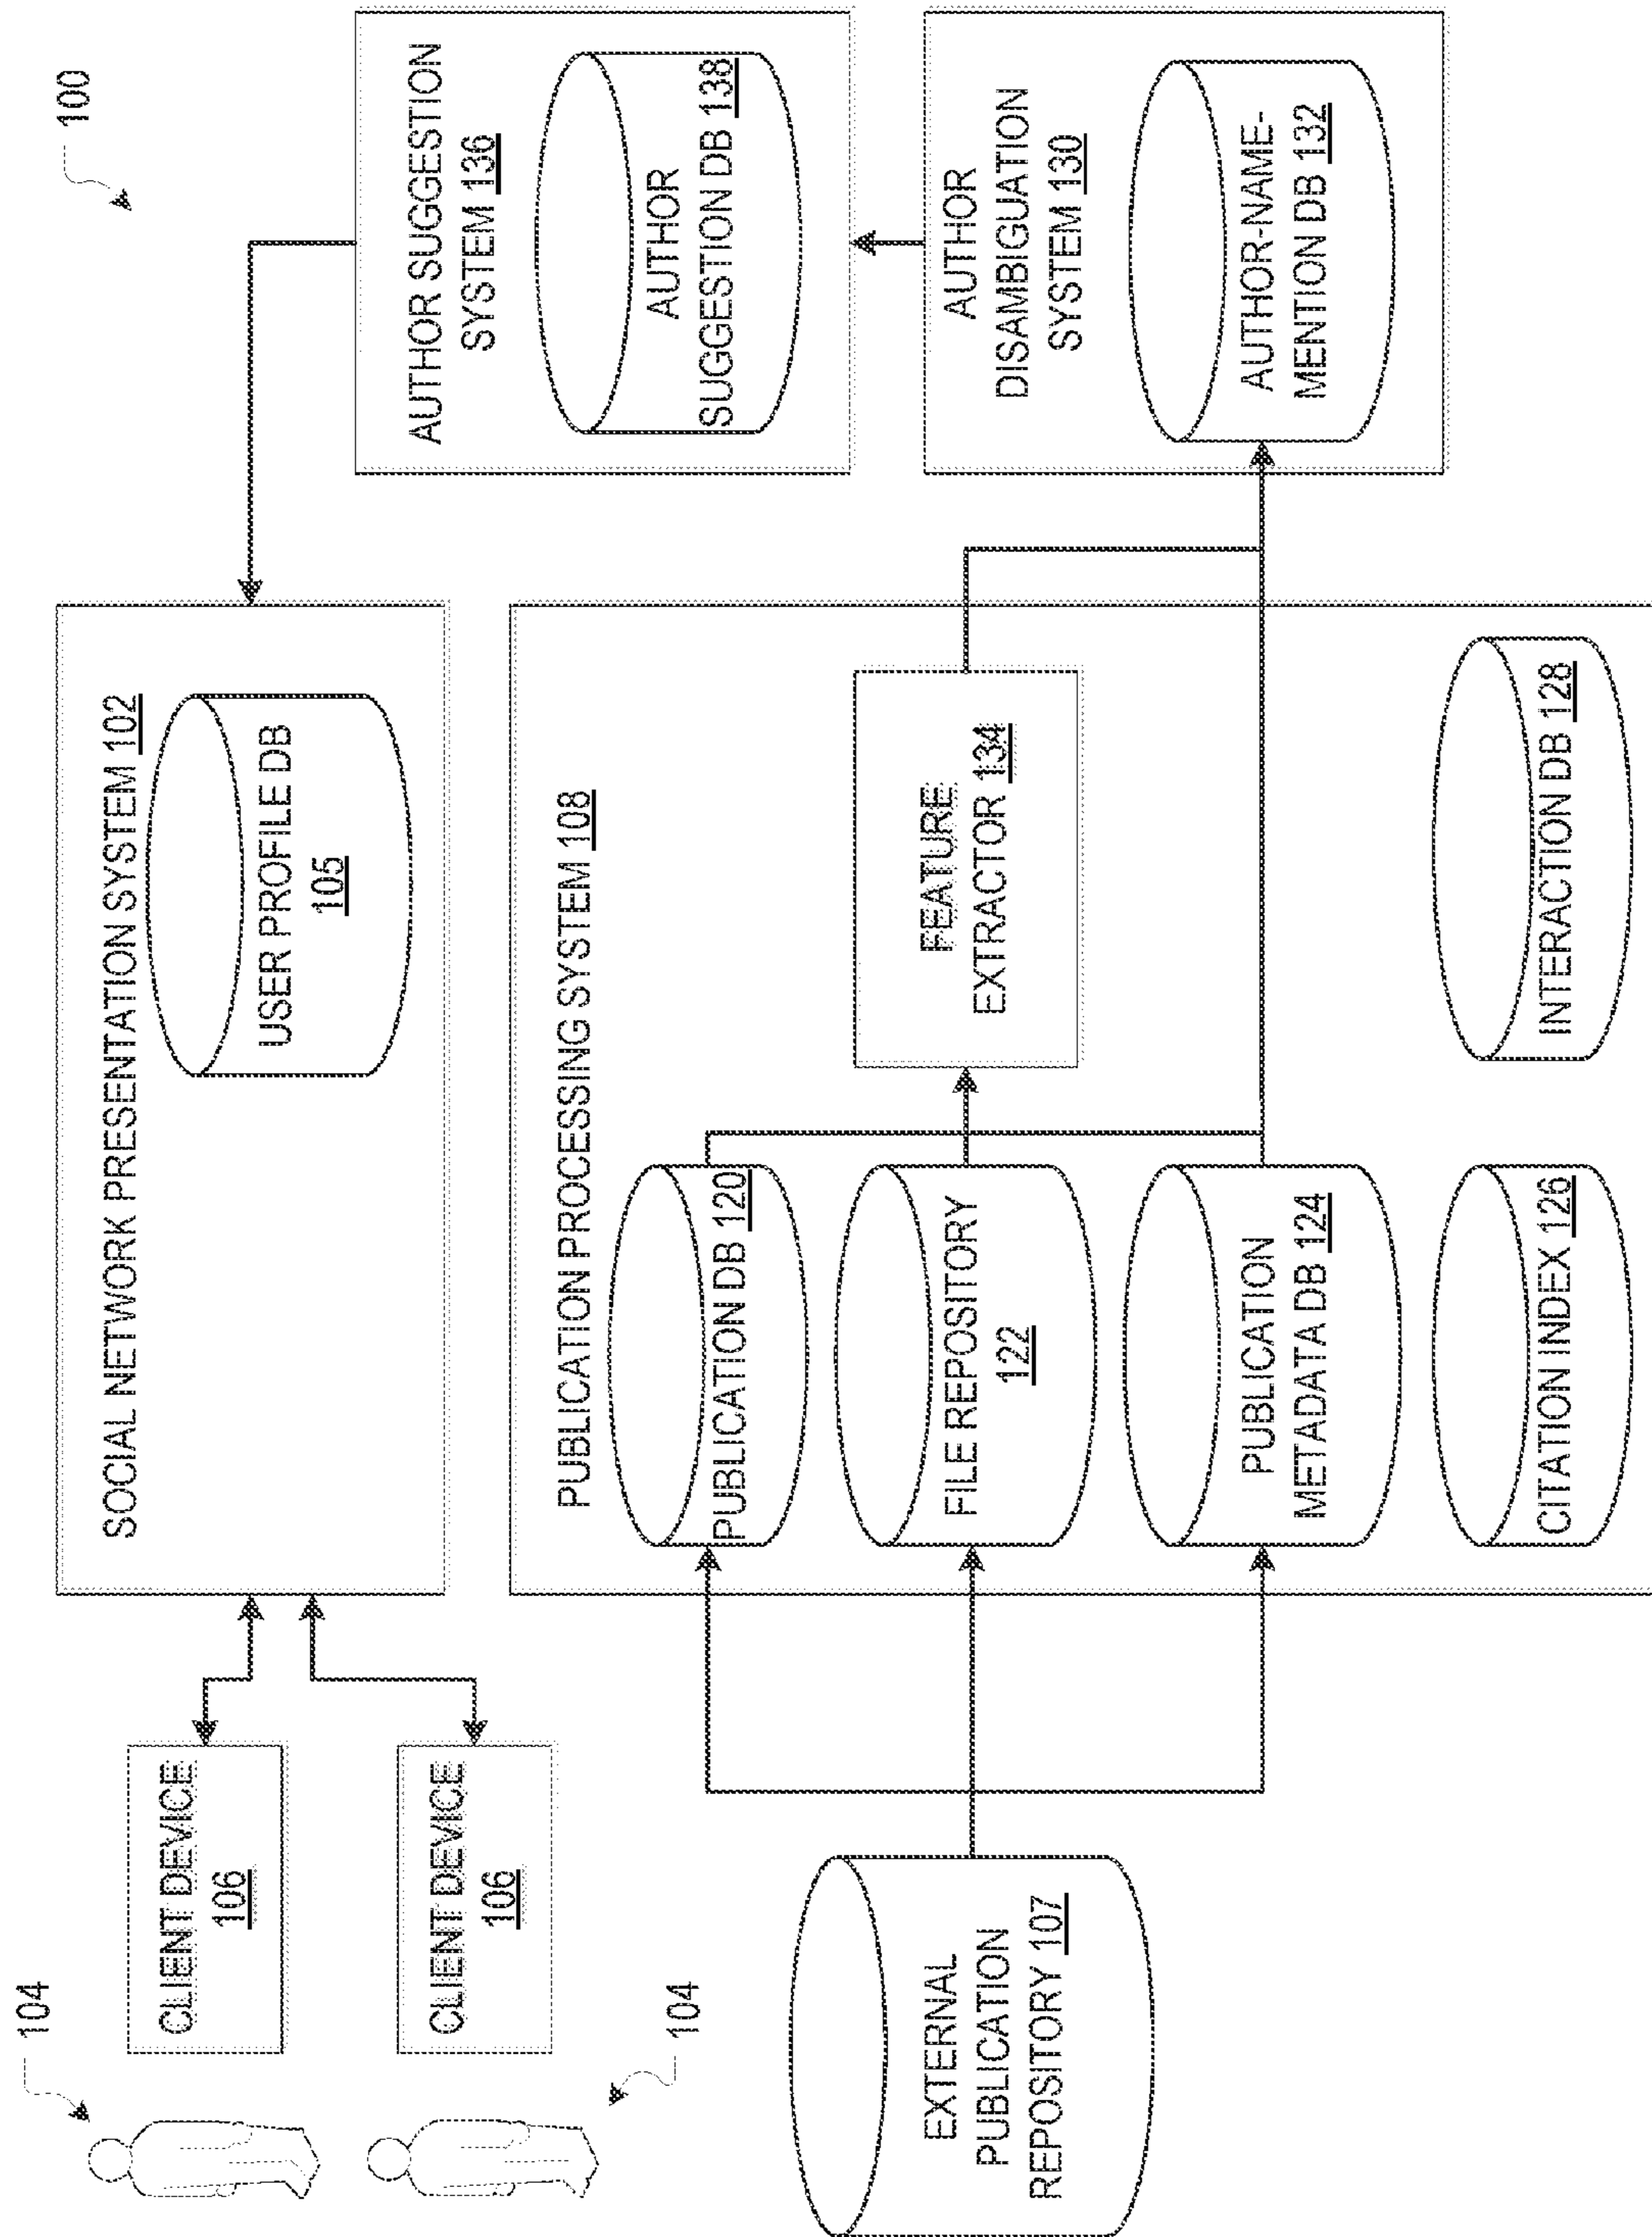 100
104
104
CLIENT DEVICE
106
CLIENT DEVICE
106
SOCIAL NETWORK PRESENTATION SYSTEM 102
USER PROFILE DB
105
AUTHOR SUGGESTION
SYSTEM 136
AUTHOR
SUGGESTION DB 138
EXTERNAL
PUBLICATION
REPOSITORY 107
PUBLICATION PROCESSING SYSTEM 108
PUBLICATION DB 120
FILE REPOSITORY
122
PUBLICATION
METADATA DB 124
CITATION INDEX 126
FEATURE
EXTRACTOR 134
INTERACTION DB 128
AUTHOR
DISAMBIGUATION
SYSTEM 130
AUTHOR-NAME-
MENTION DB 132